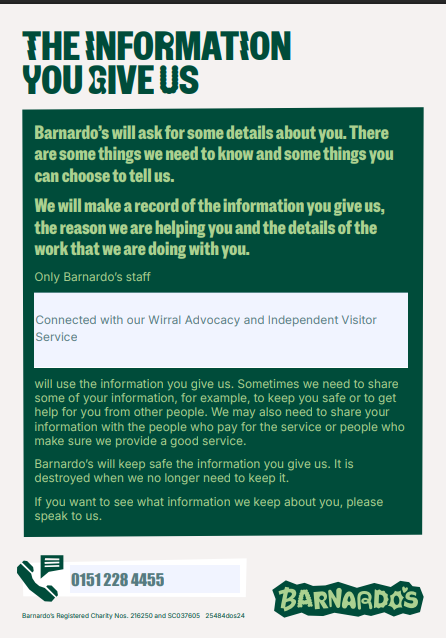 THE INFORMATION
YOU GIVE US
Barnardo's will ask for some details about you. There
are some things we need to know and some things you
can choose to tell us.
We will make a record of the information you give us,
the reason we are helping you and the details of the
work that we are doing with you.
Only Barnardo's staff
Connected with our Wirral Advocacy and Independent Visitor
Service
will use the information you give us. Sometimes we need to share
some of your information, for example, to keep you safe or to get
help for you from other people. We may also need to share your
information with the people who pay for the service or people who
make sure we provide a good service.
Barnardo's will keep safe the information you give us. It is
destroyed when we no longer need to keep it.
If you want to see what information we keep about you, please
speak to us.
0151 228 4455
Barnardo's Registered Charity Nos. 216250 and SC037605 25484dos24
BARNARDO'S